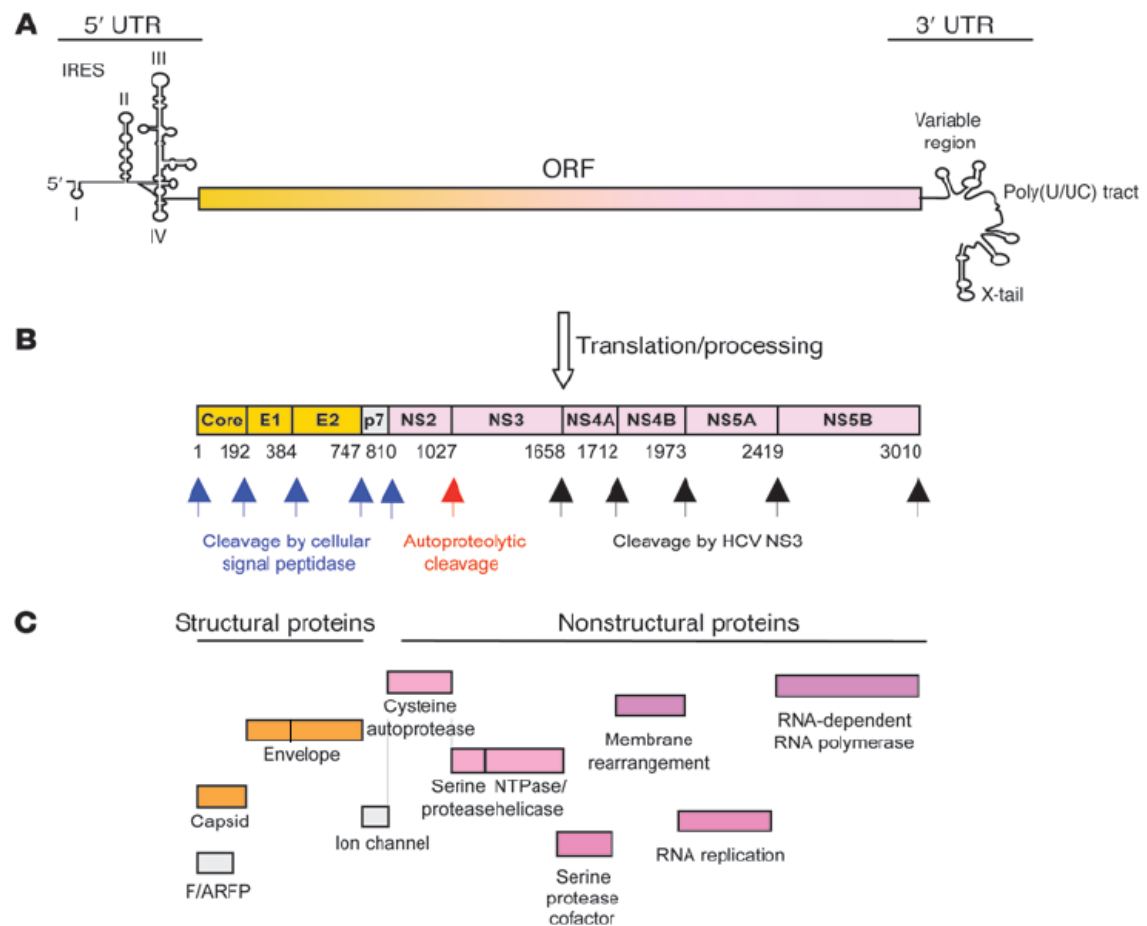 A
5′ UTR
3′ UTR
IRES
III
II
Variable
region
ORF
5′
Poly(U/UC) tract
I
IV
X-tail
B
Translation/processing
Core E1 E2 p7 NS2 NS3 NS4A NS4B NS5A NS5B
1 192 384 747 810 1027 1658 1712 1973 2419 3010
Cleavage by cellular
signal peptidase
Autoproteolytic
cleavage
Cleavage by HCV NS3
C
Structural proteins
Nonstructural proteins
Cysteine
autoprotease
Envelope
Membrane
rearrangement
RNA-dependent
RNA polymerase
Serine NTPase/
proteasehelicase
Capsid
Ion channel
RNA replication
F/ARFP
Serine
protease
cofactor